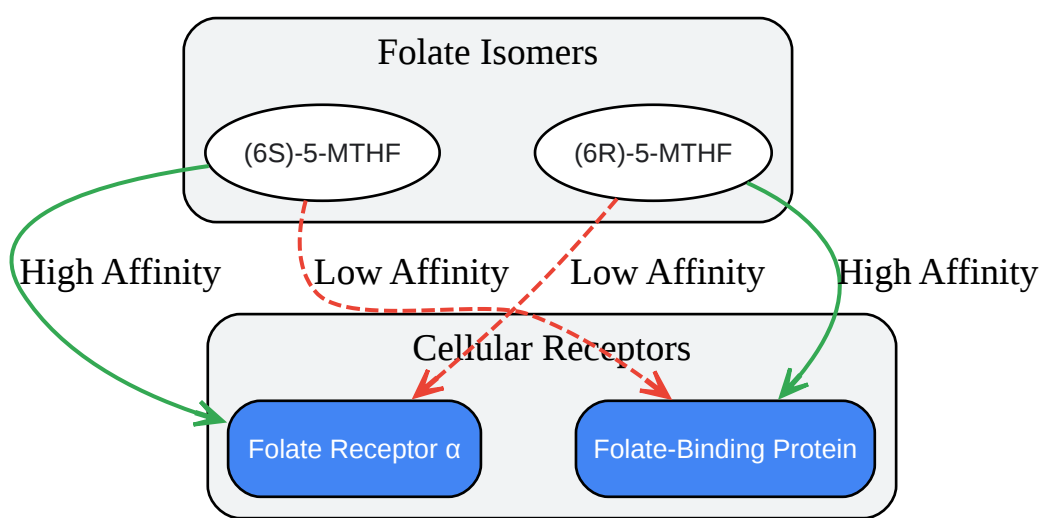 Folate Isomers
(6S)-5-MTHF
(6R)-5-MTHF
High Affinity
Low Affinity
Low Affinity
High Affinity
Cellular Receptors
Folate Receptor α
Folate-Binding Protein